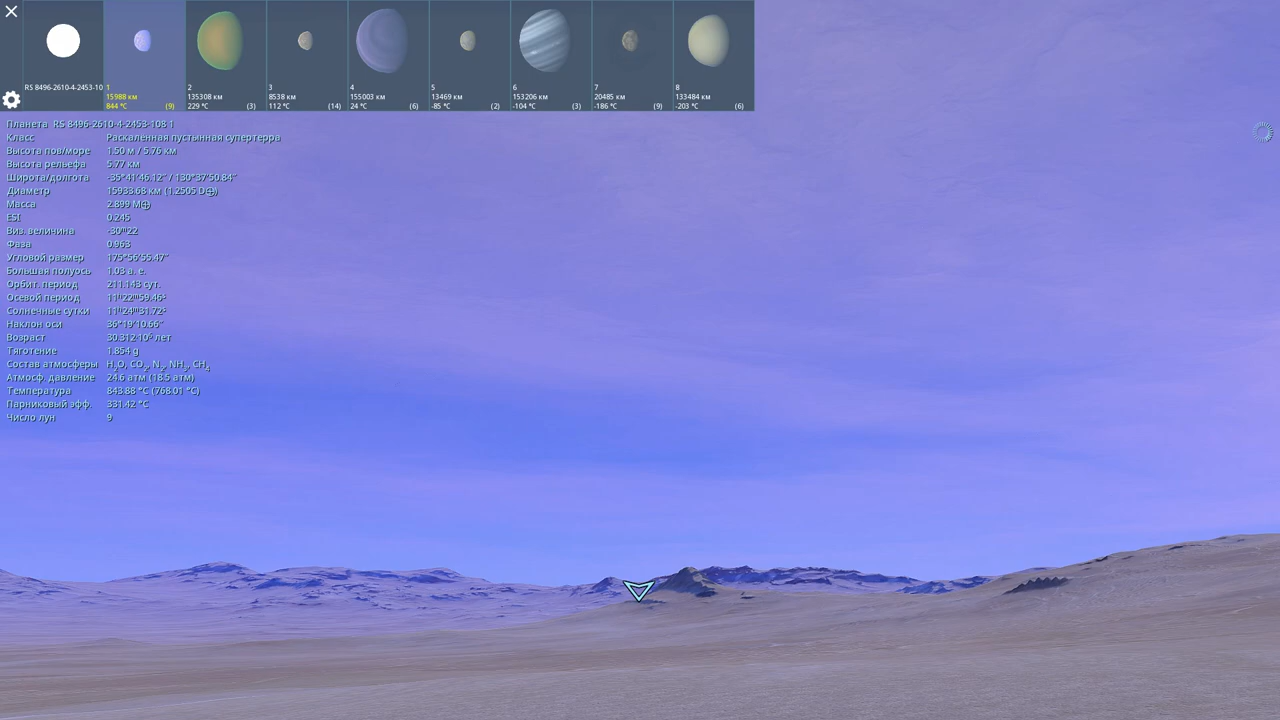 RS 8496-2610-4-2453-10
1 2 3 4 5 6 7 8
15988 км 135308 км 8538 км 155003 км 13469 км 153206 км 20485 км 133484 км
844 °C (9) 229 °C (3) 112 °C (14) 24 °C (6) -85 °C (2) -104 °C (3) -186 °C (9) -203 °C (6)
Планета RS 8496-2610-4-2453-108 1
Класс Раскаленная пустынная супертерра
Высота пов/море 1.50 м / 5.76 км
Высота рельефа 5.77 км
Широта/долгота -35°41'46.12" / 130°37'50.84"
Диаметр 15933.68 км (1.2505 D⊕)
Масса 2.899 M⊕
ESI 0.245
Виз. величина -30ᵐ22
Фаза 0.963
Угловой размер 175°56'55.47"
Большая полуось 1.03 а. е.
Орбит. период 211.143 сут.
Осевой период 11ʰ22ᵐ59.46ˢ
Солнечные сутки 11ʰ24ᵐ31.72ˢ
Наклон оси 36°19'10.66"
Возраст 30.312·10⁶ лет
Тяготение 1.854 g
Состав атмосферы H₂O, CO₂, N₂, NH₃, CH₄
Атмосф. давление 24.6 атм (18.5 атм)
Температура 843.88 °C (768.01 °C)
Парниковый эфф. 331.42 °C
Число лун 9